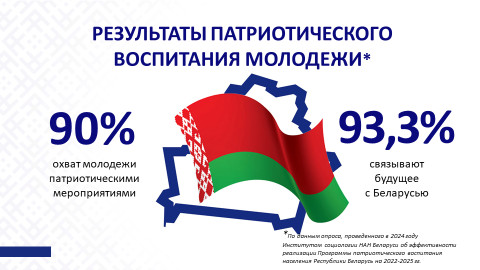 РЕЗУЛЬТАТЫ ПАТРИОТИЧЕСКОГО
ВОСПИТАНИЯ МОЛОДЕЖИ*
90%
охват молодежи
патриотическими
мероприятиями
93,3%
связывают
будущее
с Беларусью
* По данным опроса, проведенного в 2024 году
Институтом социологии НАН Беларуси об эффективности
реализации Программы патриотического воспитания
населения Республики Беларусь на 2022-2025 гг.